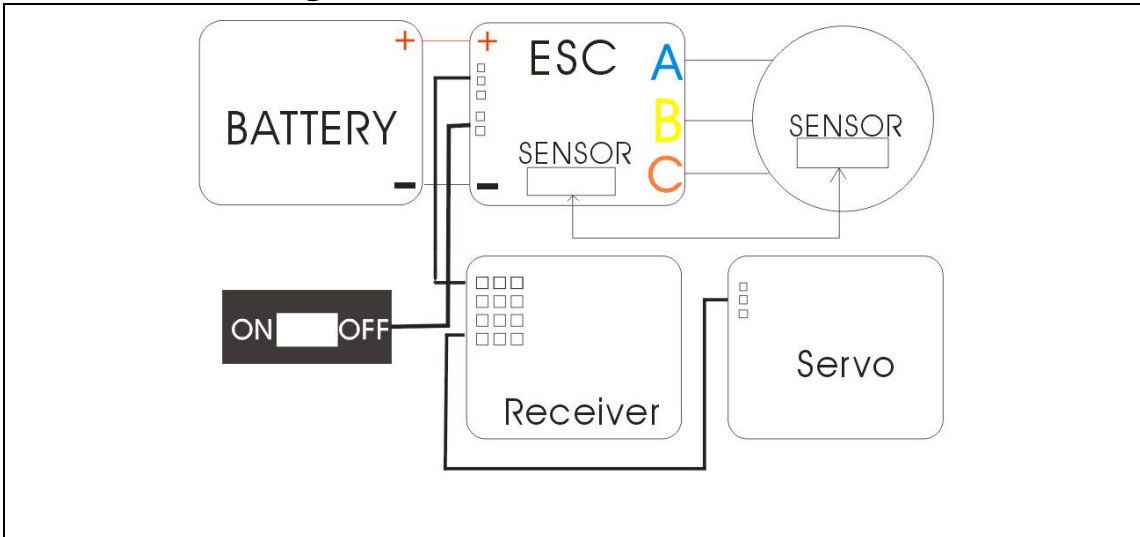 +
+
ESC
A
BATTERY
B
SENSOR
SENSOR
C
-
-
ON
OFF
Servo
Receiver